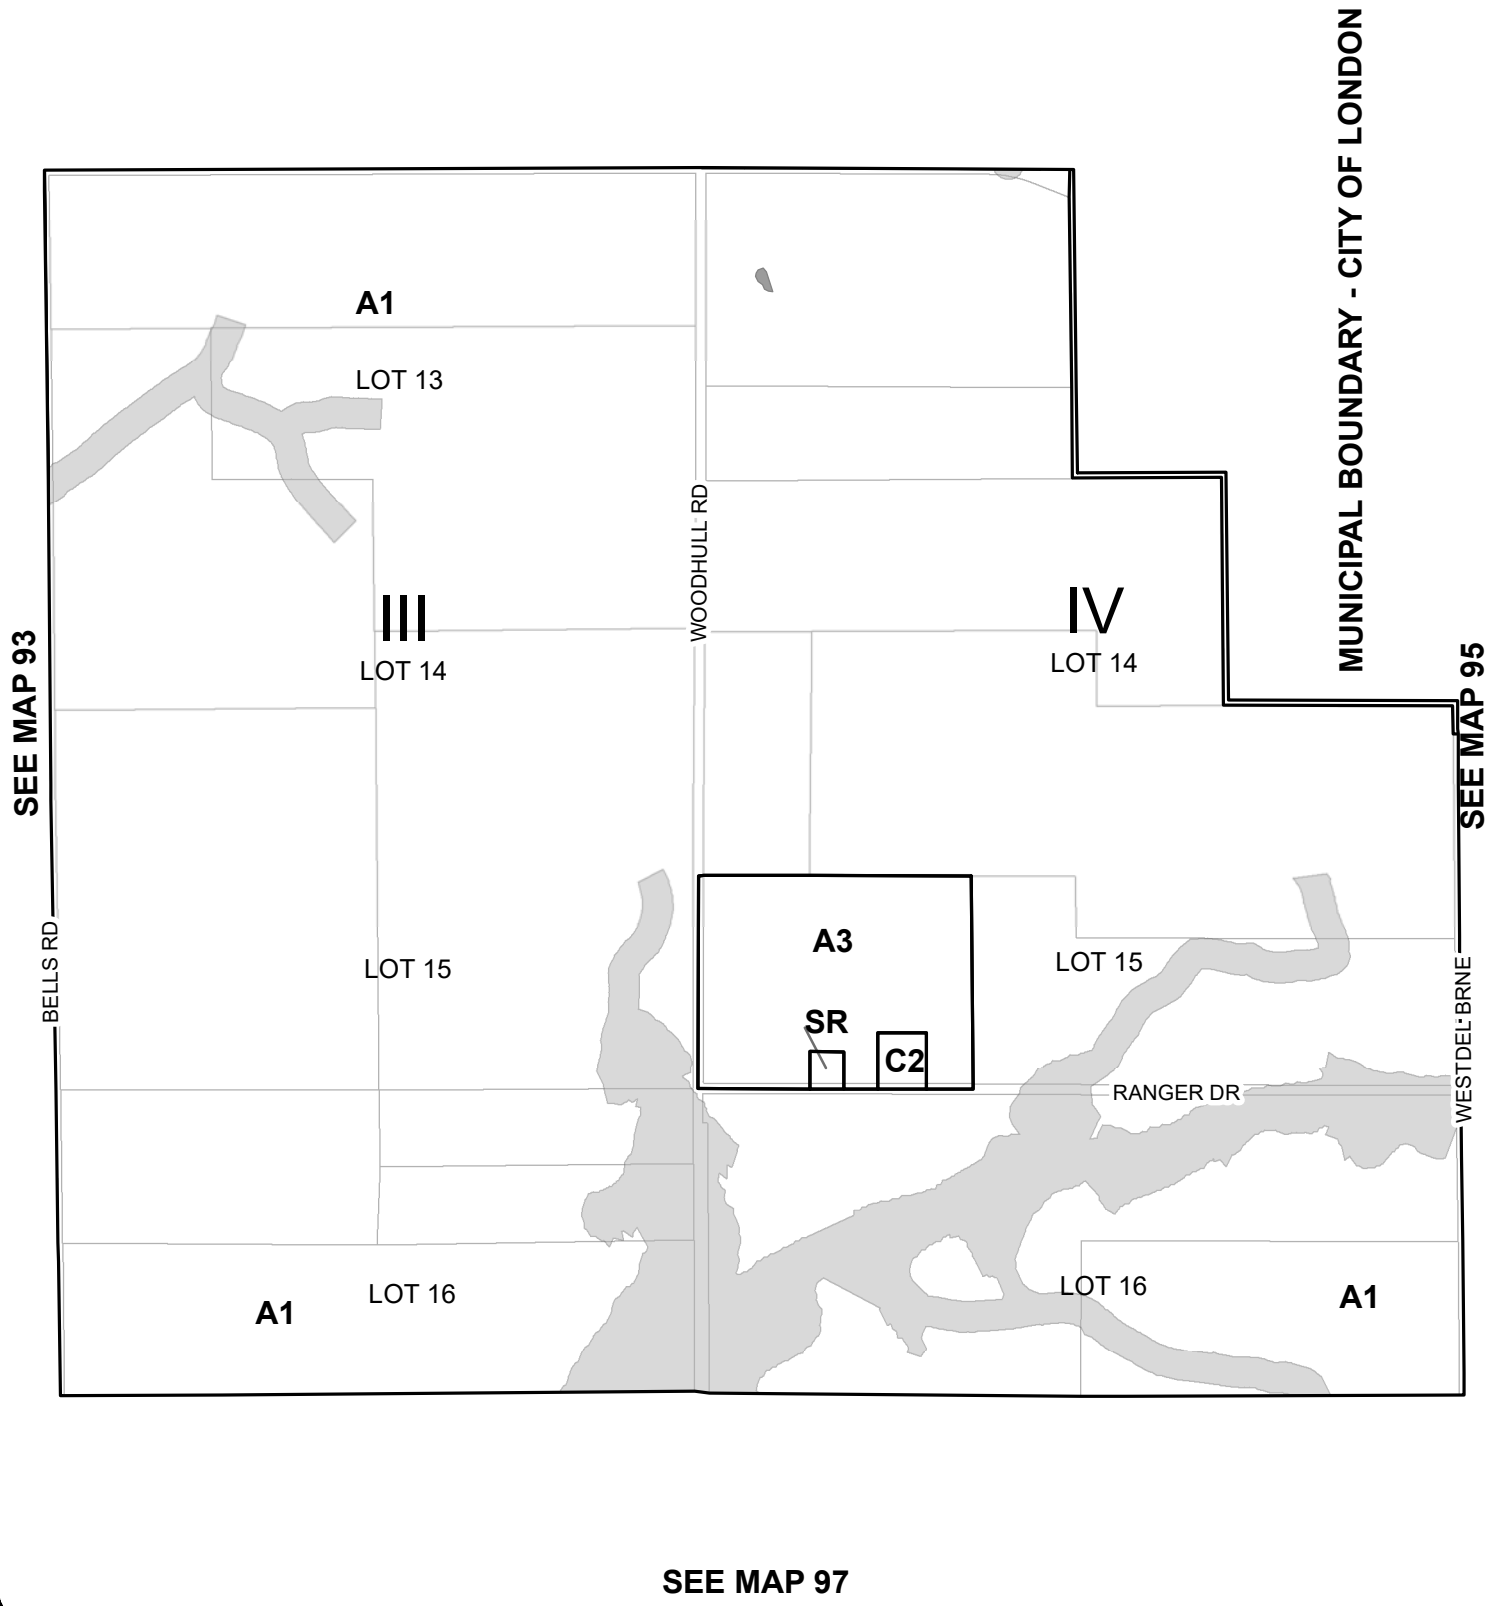 MUNICIPAL BOUNDARY - CITY OF LONDON
A1
LOT 13
WOODHULL RD
III
IV
LOT 14
LOT 14
SEE MAP 93
SEE MAP 95
A3
BELLS RD
LOT 15
LOT 15
WESTDEL BRNE
SR
C2
RANGER DR
LOT 16
LOT 16
A1
A1
SEE MAP 97